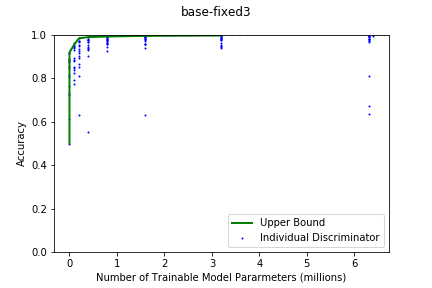 base-fixed3
1.0
0.8
0.6
0.4
0.2
0.0
Accuracy
Upper Bound
Individual Discriminator
0 1 2 3 4 5 6
Number of Trainable Model Pararmeters (millions)